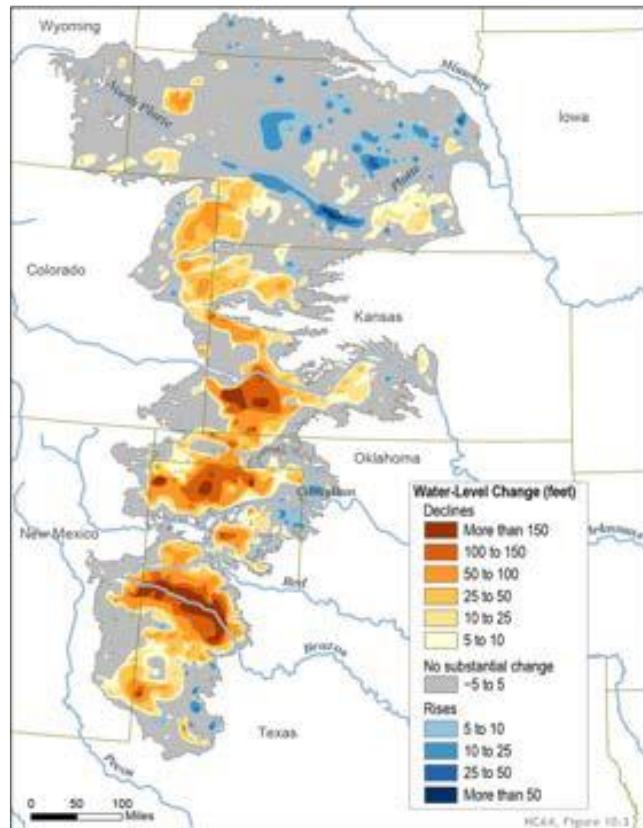 Wyoming
Missouri
North Platte
Iowa
Platte
Colorado
Kansas
Oklahoma
Canadian
New Mexico
Arkansas
Red
Brazos
Texas
Pecos
Water-Level Change (feet)
Declines
More than 150
100 to 150
50 to 100
25 to 50
10 to 25
5 to 10
No substantial change
−5 to 5
Rises
5 to 10
10 to 25
25 to 50
More than 50
0 50 100
Miles